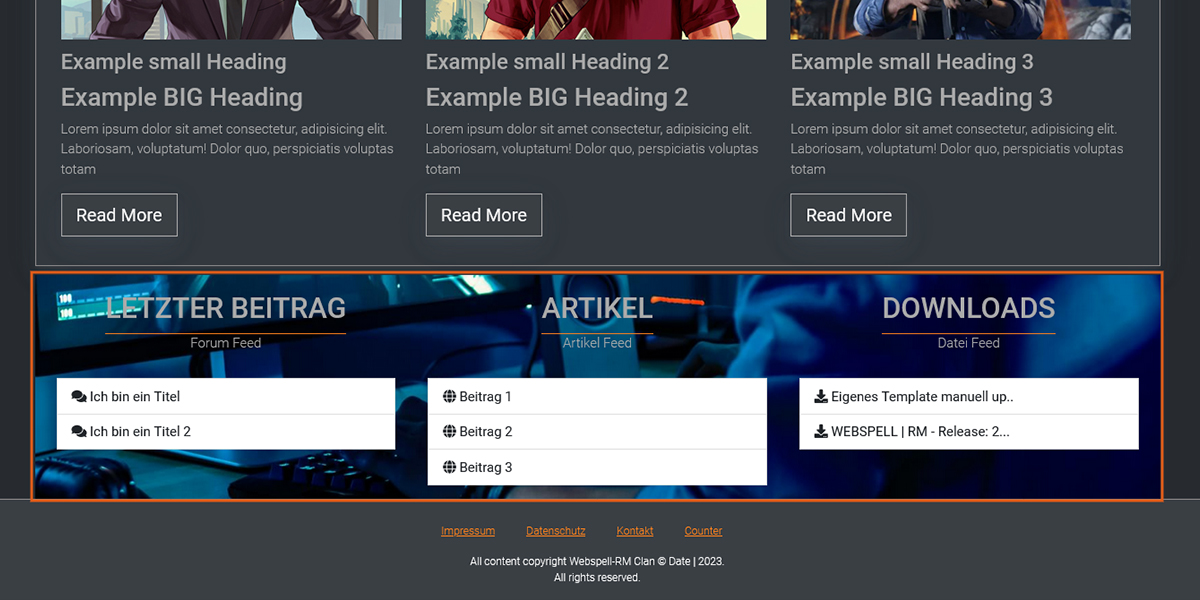 Example small Heading
Example BIG Heading
Lorem ipsum dolor sit amet consectetur, adipisicing elit.
Laboriosam, voluptatum! Dolor quo, perspiciatis voluptas
totam
Read More
Example small Heading 2
Example BIG Heading 2
Lorem ipsum dolor sit amet consectetur, adipisicing elit.
Laboriosam, voluptatum! Dolor quo, perspiciatis voluptas
totam
Read More
Example small Heading 3
Example BIG Heading 3
Lorem ipsum dolor sit amet consectetur, adipisicing elit.
Laboriosam, voluptatum! Dolor quo, perspiciatis voluptas
totam
Read More
100
100
LETZTER BEITRAG
Forum Feed
Ich bin ein Titel
Ich bin ein Titel 2
ARTIKEL
Artikel Feed
Beitrag 1
Beitrag 2
Beitrag 3
DOWNLOADS
Datei Feed
Eigenes Template manuell up..
WEBSPELL | RM - Release: 2...
Impressum Datenschutz Kontakt Counter
All content copyright Webspell-RM Clan © Date | 2023.
All rights reserved.